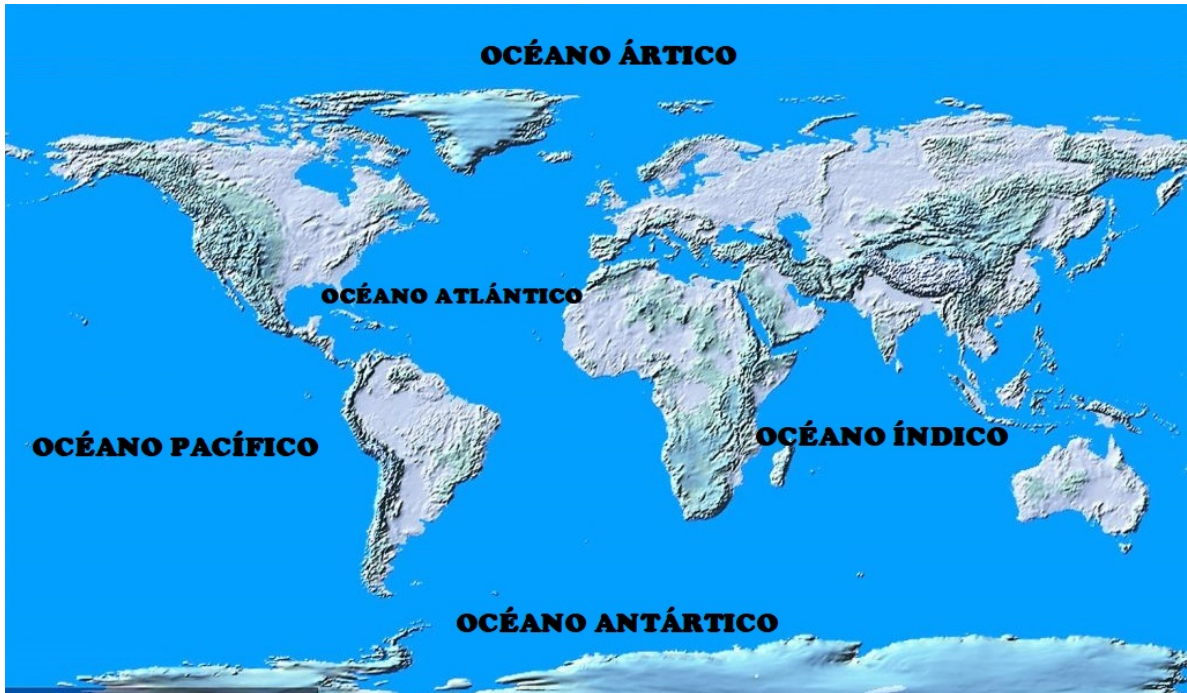 OCÉANO ÁRTICO
OCÉANO ATLÁNTICO
OCÉANO PACÍFICO
OCÉANO ÍNDICO
OCÉANO ANTÁRTICO